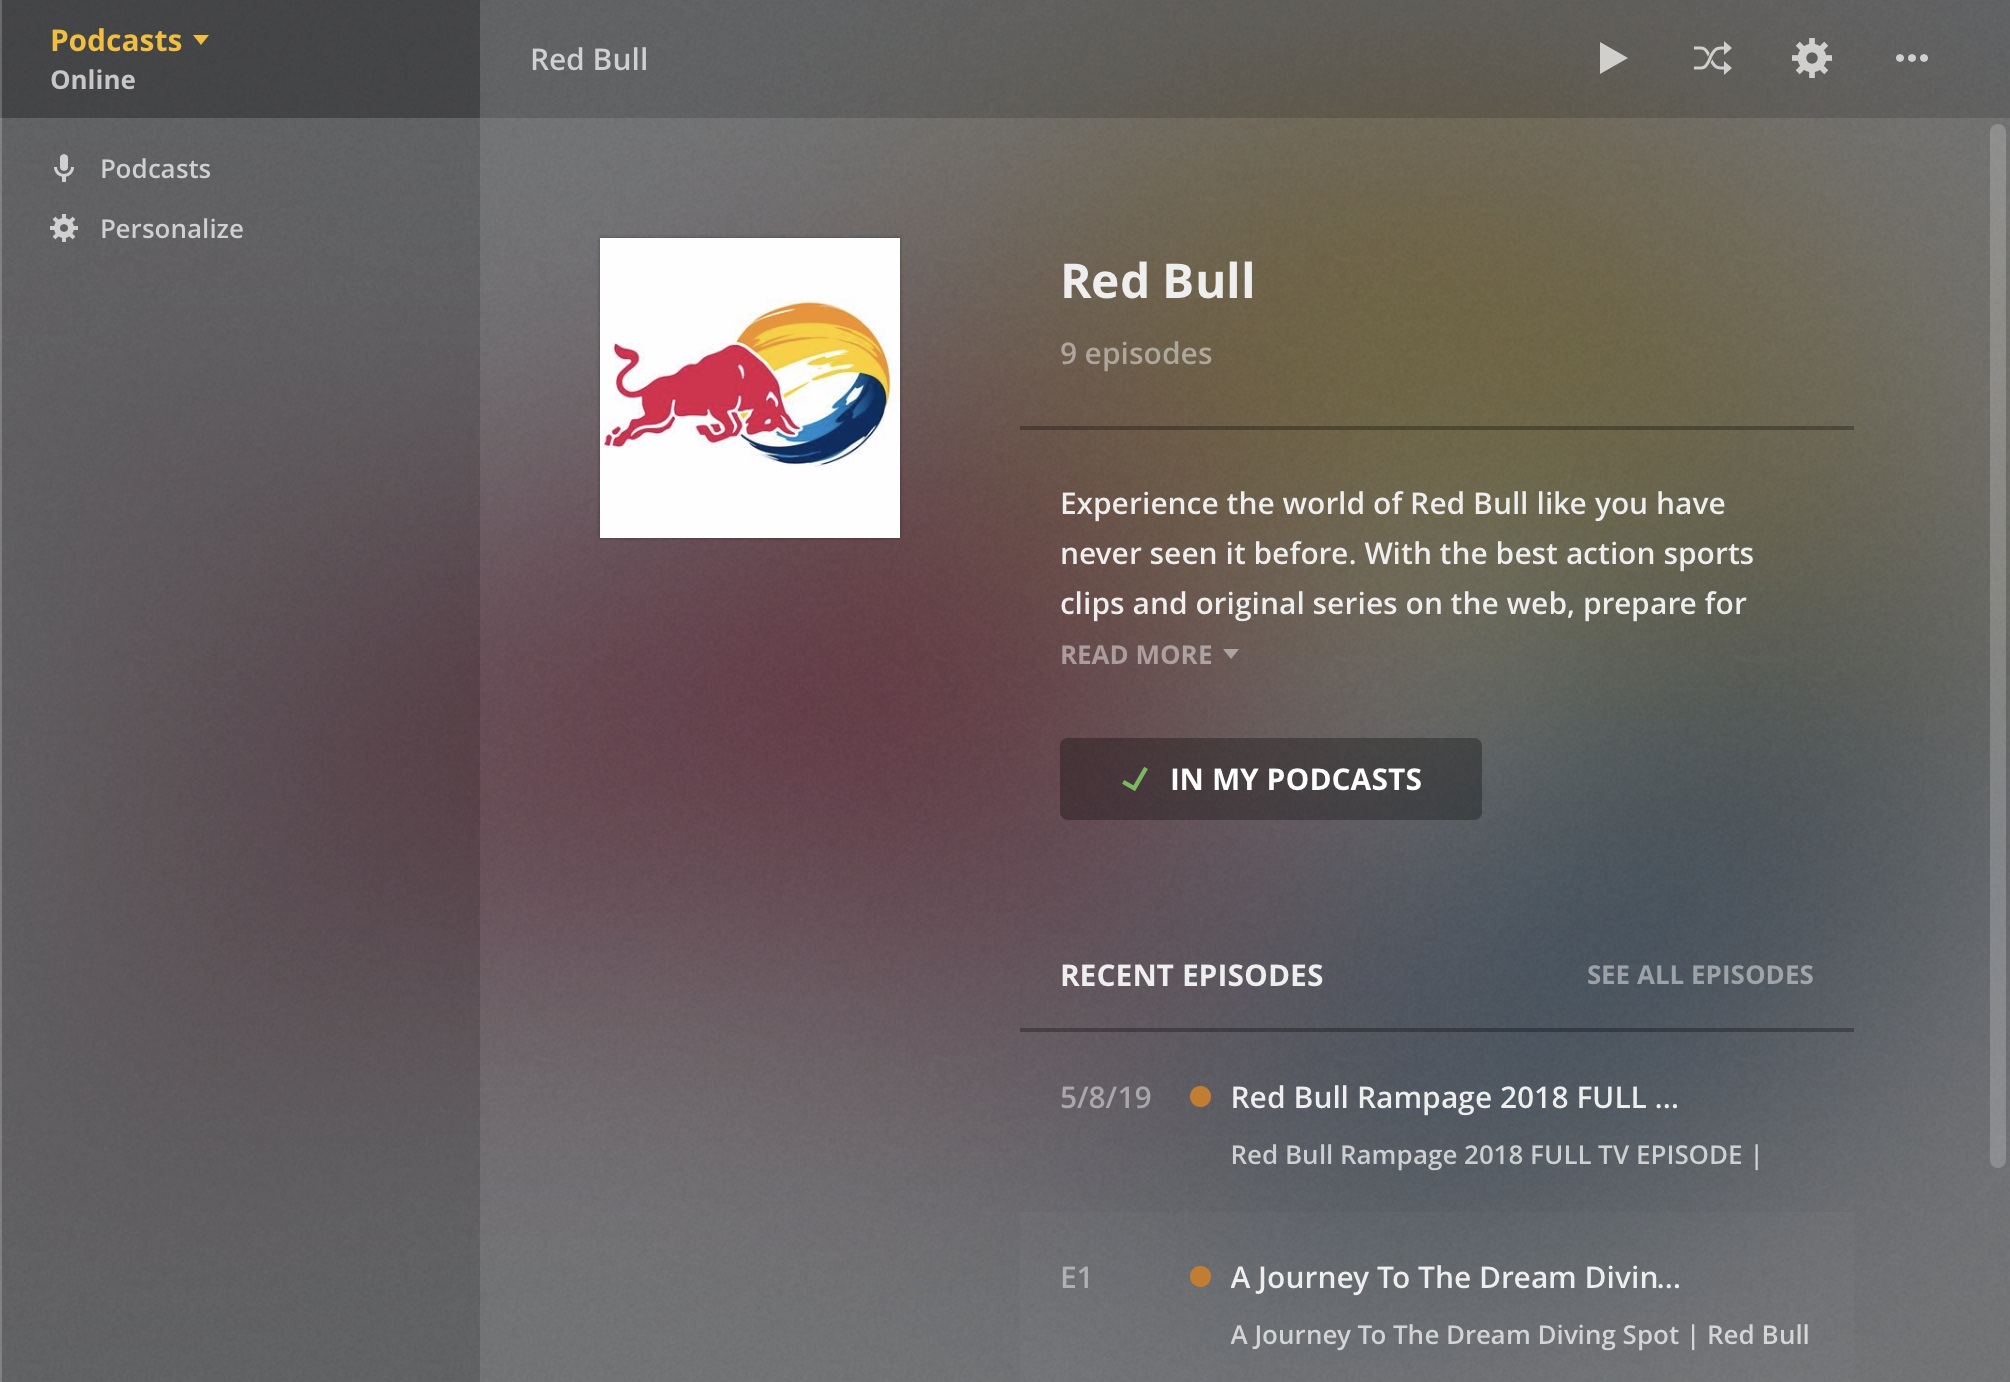 Podcasts
Online
Podcasts
Personalize
Red Bull
Red Bull
9 episodes
Experience the world of Red Bull like you have
never seen it before. With the best action sports
clips and original series on the web, prepare for
READ MORE
IN MY PODCASTS
RECENT EPISODES
SEE ALL EPISODES
5/8/19
Red Bull Rampage 2018 FULL ...
Red Bull Rampage 2018 FULL TV EPISODE |
E1
A Journey To The Dream Divin...
A Journey To The Dream Diving Spot | Red Bull